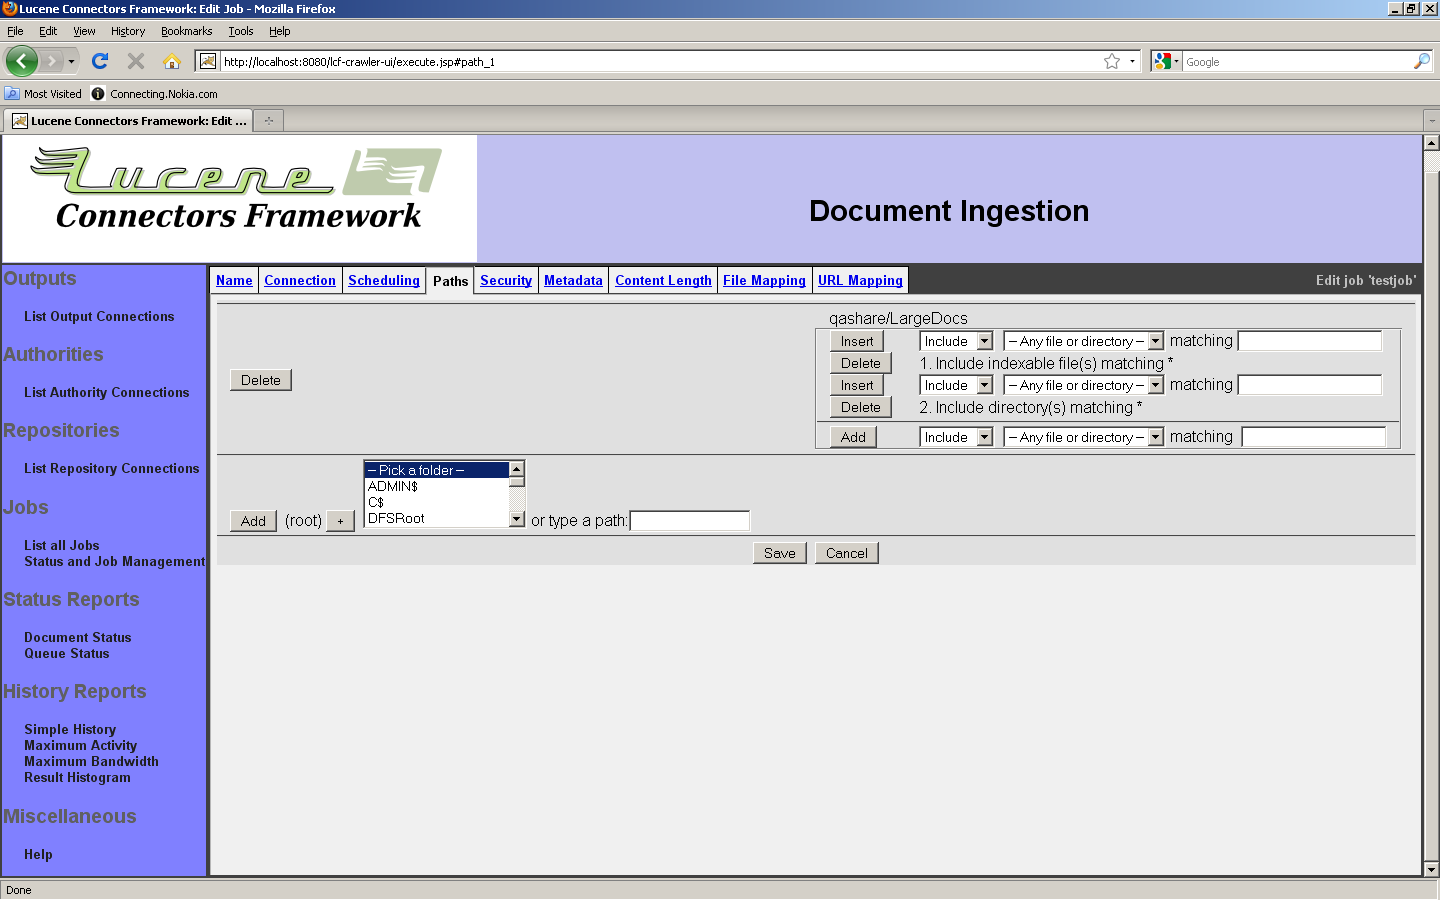 Lucene Connectors Framework: Edit Job - Mozilla Firefox
File Edit View History Bookmarks Tools Help
http://localhost:8080/lcf-crawler-ui/execute.jsp#path_1
Google
Most Visited Connecting.Nokia.com
Lucene Connectors Framework: Edit ...
Lucene
Connectors Framework
Document Ingestion
Outputs
List Output Connections
Authorities
List Authority Connections
Repositories
List Repository Connections
Jobs
List all Jobs
Status and Job Management
Status Reports
Document Status
Queue Status
History Reports
Simple History
Maximum Activity
Maximum Bandwidth
Result Histogram
Miscellaneous
Help
Name Connection Scheduling Paths Security Metadata Content Length File Mapping URL Mapping Edit job 'testjob'
Delete
qashare/LargeDocs
Insert Include -- Any file or directory -- matching
Delete 1. Include indexable file(s) matching *
Insert Include -- Any file or directory -- matching
Delete 2. Include directory(s) matching *
Add Include -- Any file or directory -- matching
-- Pick a folder --
ADMIN$
C$
DFSRoot
Add (root) + or type a path:
Save Cancel
Done